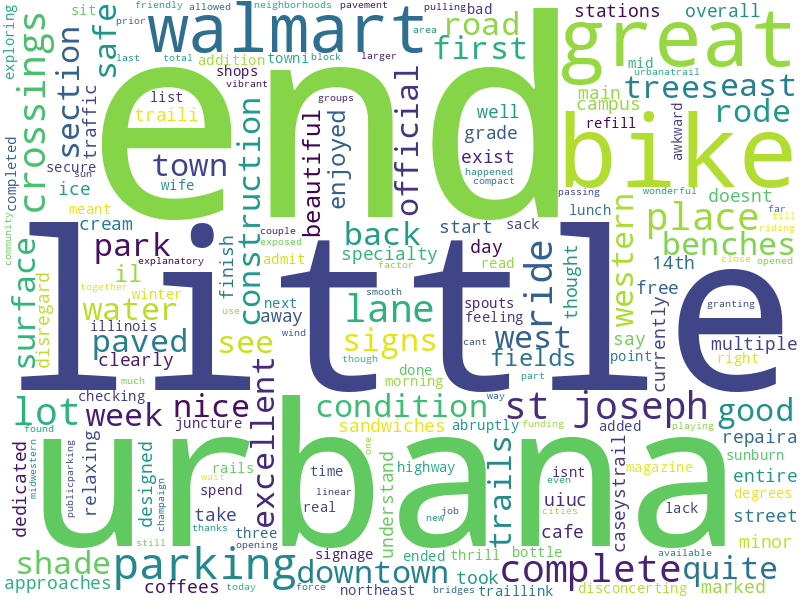 end
little
urbana
great
bike
walmart
parking
complete
official
crossings
section
safe
road
first
stations
overall
trees
east
rode
campus
main
mid
urbanatrail
refill
awkward
exploring
sit
prior
friendly
allowed
neighborhoods
pavement
pulling
bad
area
larger
last
total
addition
towni
block
shops
vibrant
groups
list
traili
traffic
town
wife
secure
sun
completed
ice
meant
cream
construction
beautiful
enjoyed
well
grade
exist
happened
compact
passing
wonderful
doesnt
far
till
riding
lunch
place
benches
opened
close
14th
free
western
thought
ride
sack
start
day
read
back
specialty
couple
exposed
admit
factor
finish
explanatory
park
il
water
winter
together
surface
disregard
community
illinois
paved
clearly
checking
much
next
away
use
wind
smooth
though
lane
signs
see
spouts
feeling
cant
west
fields
done
morning
part
way
say
point
right
currently
multiple
granting
lot
week
nice
juncture
excellent
condition
sandwiches
abruptly
st joseph
added
funding
playing
good
repaira
sunburn
entire
degrees
street
minor
found
midwestern
dedicated
publicparking
relaxing
designed
champaign
rails
spend
take
wait
thanks
three
time
real
linear
one
understand
highway
trails
isnt
uiuc
cafe
even
cities
caseystrail
magazine
lack
available
quite
marked
disconcerting
shade
approaches
still
coffees
today
opening
force
signage
downtown
ended
northeast
bridges
took
thrill
new
job
bottle
traillink